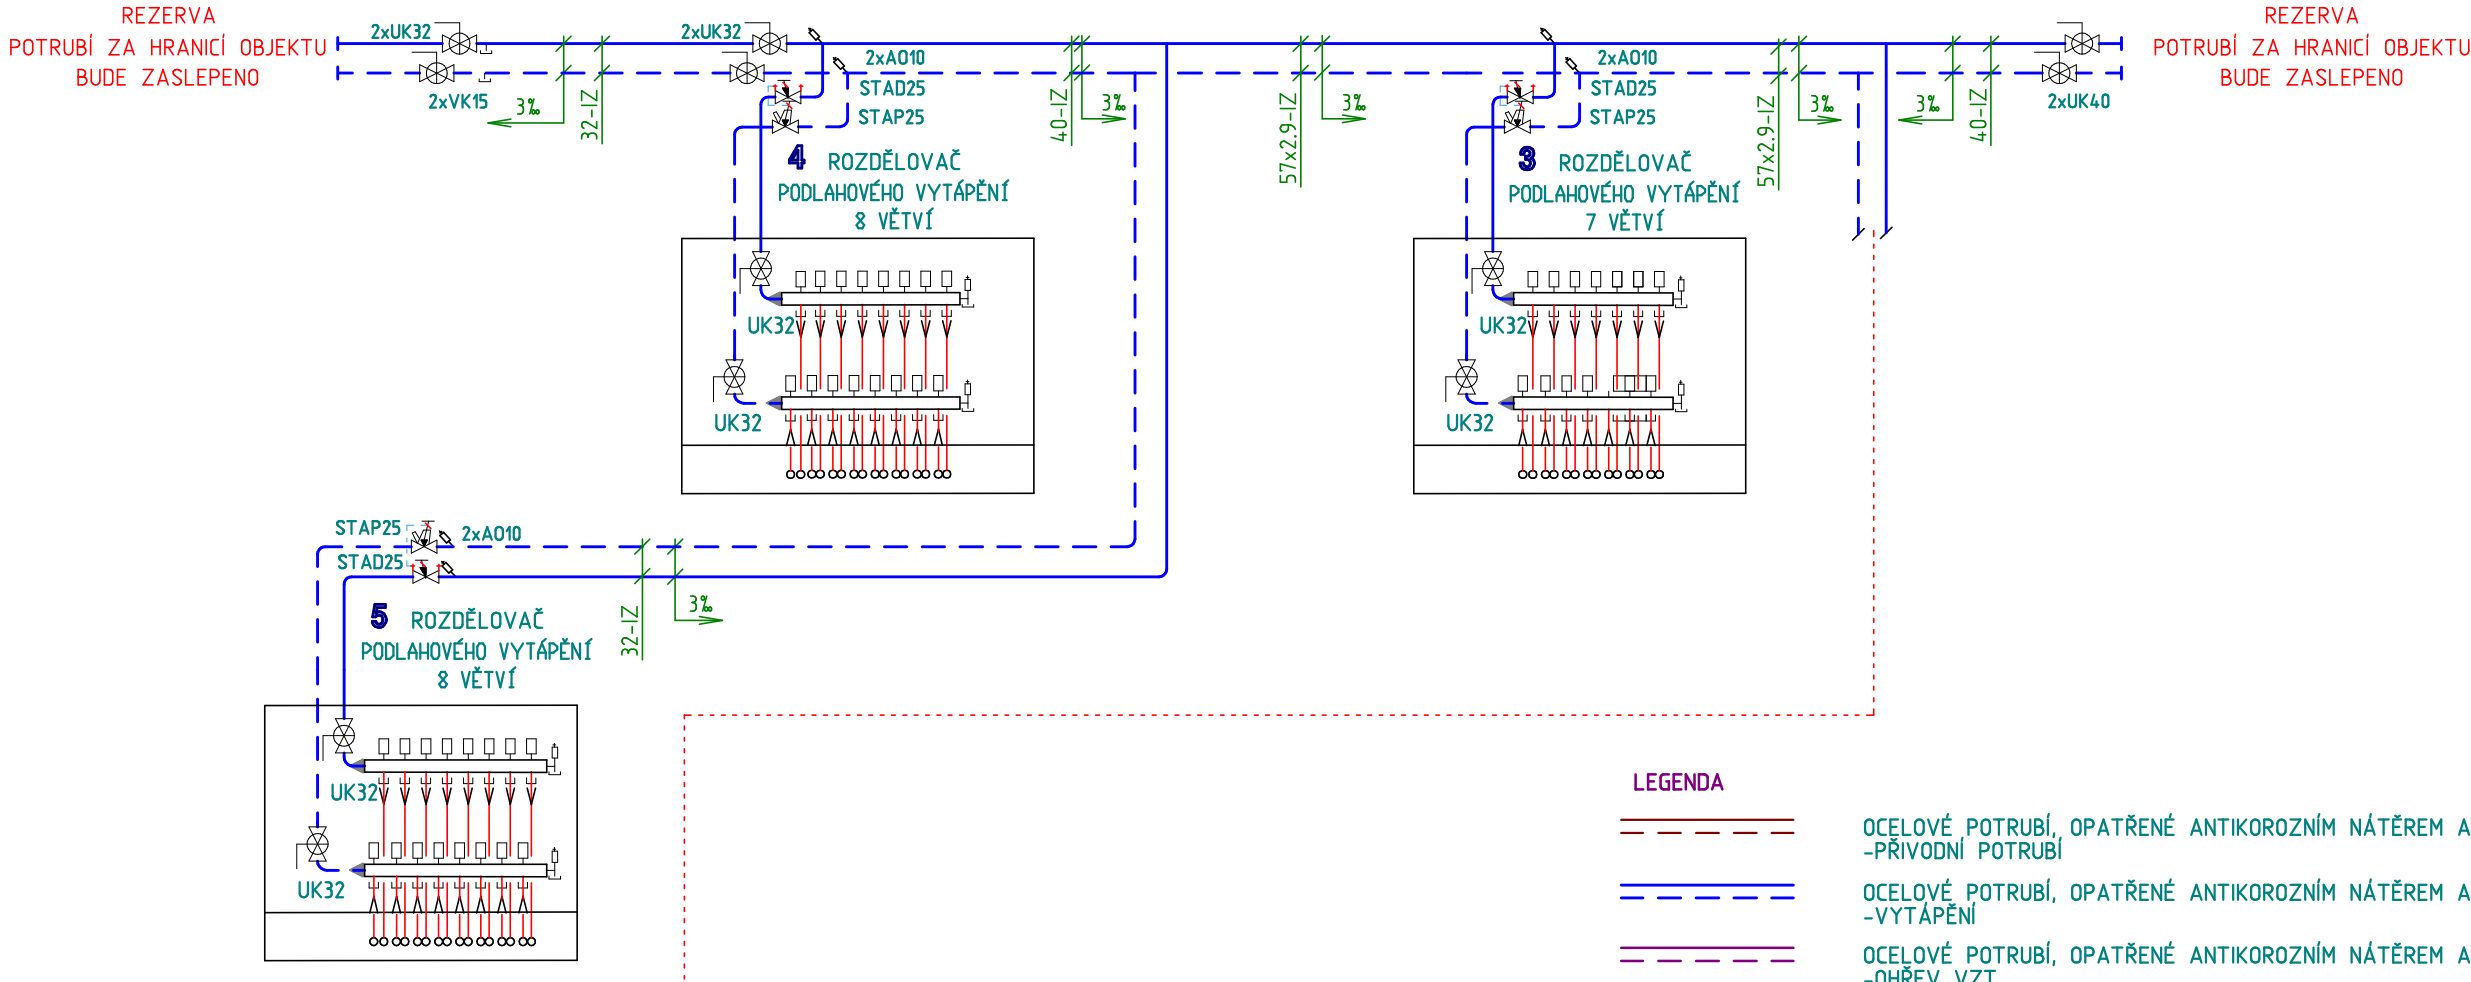 REZERVA
POTRUBÍ ZA HRANICÍ OBJEKTU
BUDE ZASLEPENO
2xUK32
2xVK15
3‰
32-IZ
2xUK32
2xAO10
STAD25
STAP25
4 ROZDĚLOVAČ
PODLAHOVÉHO VYTÁPĚNÍ
8 VĚTVÍ
UK32
UK32
40-IZ
3‰
57x2.9-IZ
3‰
2xAO10
STAD25
STAP25
3 ROZDĚLOVAČ
PODLAHOVÉHO VYTÁPĚNÍ
7 VĚTVÍ
UK32
UK32
57x2.9-IZ
3‰
3‰
40-IZ
2xUK40
REZERVA
POTRUBÍ ZA HRANICÍ OBJEKTU
BUDE ZASLEPENO
STAP25
2xAO10
STAD25
5 ROZDĚLOVAČ
PODLAHOVÉHO VYTÁPĚNÍ
8 VĚTVÍ
32-IZ
3‰
UK32
UK32
LEGENDA
OCELOVÉ POTRUBÍ, OPATŘENÉ ANTIKOROZNÍM NÁTĚREM A
-PŘIVODNÍ POTRUBÍ
OCELOVÉ POTRUBÍ, OPATŘENÉ ANTIKOROZNÍM NÁTĚREM A
-VYTÁPĚNÍ
OCELOVÉ POTRUBÍ, OPATŘENÉ ANTIKOROZNÍM NÁTĚREM A
-OHŘEV VZT